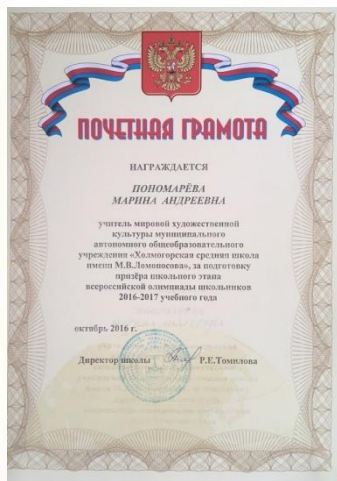 ПОЧЕТНАЯ ГРАМОТА
НАГРАЖДАЕТСЯ
ПОНОМАРЁВА
МАРИНА АНДРЕЕВНА
учитель мировой художественной
культуры муниципального
автономного общеобразовательного
учреждения «Холмогорская средняя школа
имени М.В.Ломоносова», за подготовку
призёра школьного этапа
всероссийской олимпиады школьников
2016-2017 учебного года
октябрь 2016 г.
Директор школы Р.Е.Томилова